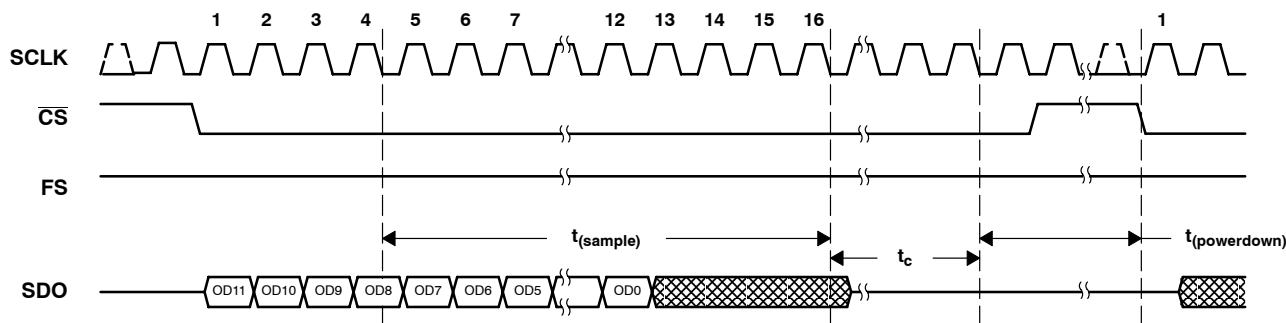 1 2 3 4 5 6 7 12 13 14 15 16 1
SCLK
CS
FS
t(sample)
t(powerdown)
tc
SDO
OD11 OD10 OD9 OD8 OD7 OD6 OD5 OD0